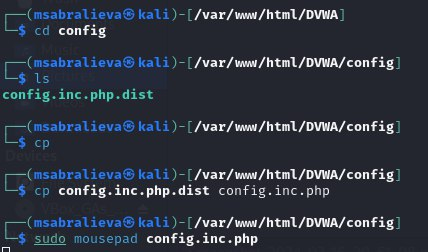 ┌──(msabralieva㉿kali)-[/var/www/html/DVWA]
└─$ cd config
┌──(msabralieva㉿kali)-[/var/www/html/DVWA/config]
└─$ ls
config.inc.php.dist
┌──(msabralieva㉿kali)-[/var/www/html/DVWA/config]
└─$ cp
┌──(msabralieva㉿kali)-[/var/www/html/DVWA/config]
└─$ cp config.inc.php.dist config.inc.php
┌──(msabralieva㉿kali)-[/var/www/html/DVWA/config]
└─$ sudo mousepad config.inc.php
Music
Devices